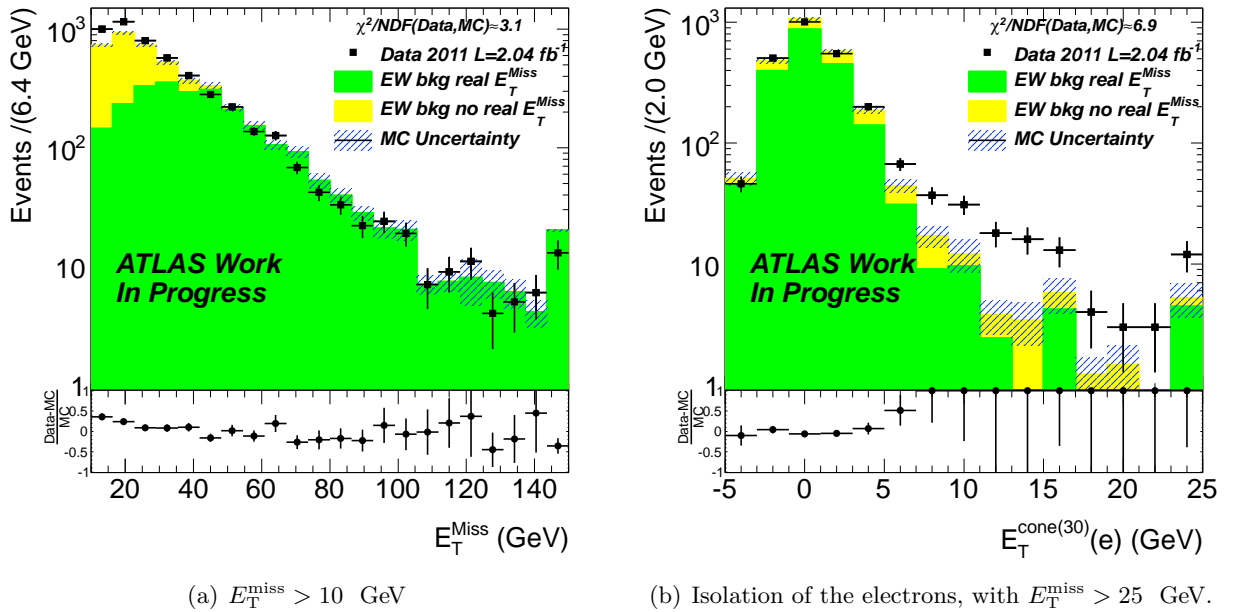 χ²/NDF(Data,MC)≈3.1
Data 2011 L=2.04 fb⁻¹
EW bkg real E_T^Miss
EW bkg no real E_T^Miss
MC Uncertainty
Events /(6.4 GeV)
10³
10²
10
1
ATLAS Work
In Progress
Data-MC
MC
1
0.5
0
-0.5
-1
20 40 60 80 100 120 140
E_T^Miss (GeV)
(a) E_T^miss > 10 GeV
χ²/NDF(Data,MC)≈6.9
Data 2011 L=2.04 fb⁻¹
EW bkg real E_T^Miss
EW bkg no real E_T^Miss
MC Uncertainty
Events /(2.0 GeV)
10³
10²
10
1
ATLAS Work
In Progress
Data-MC
MC
1
0.5
0
-0.5
-1
-5 0 5 10 15 20 25
E_T^cone(30)(e) (GeV)
(b) Isolation of the electrons, with E_T^miss > 25 GeV.